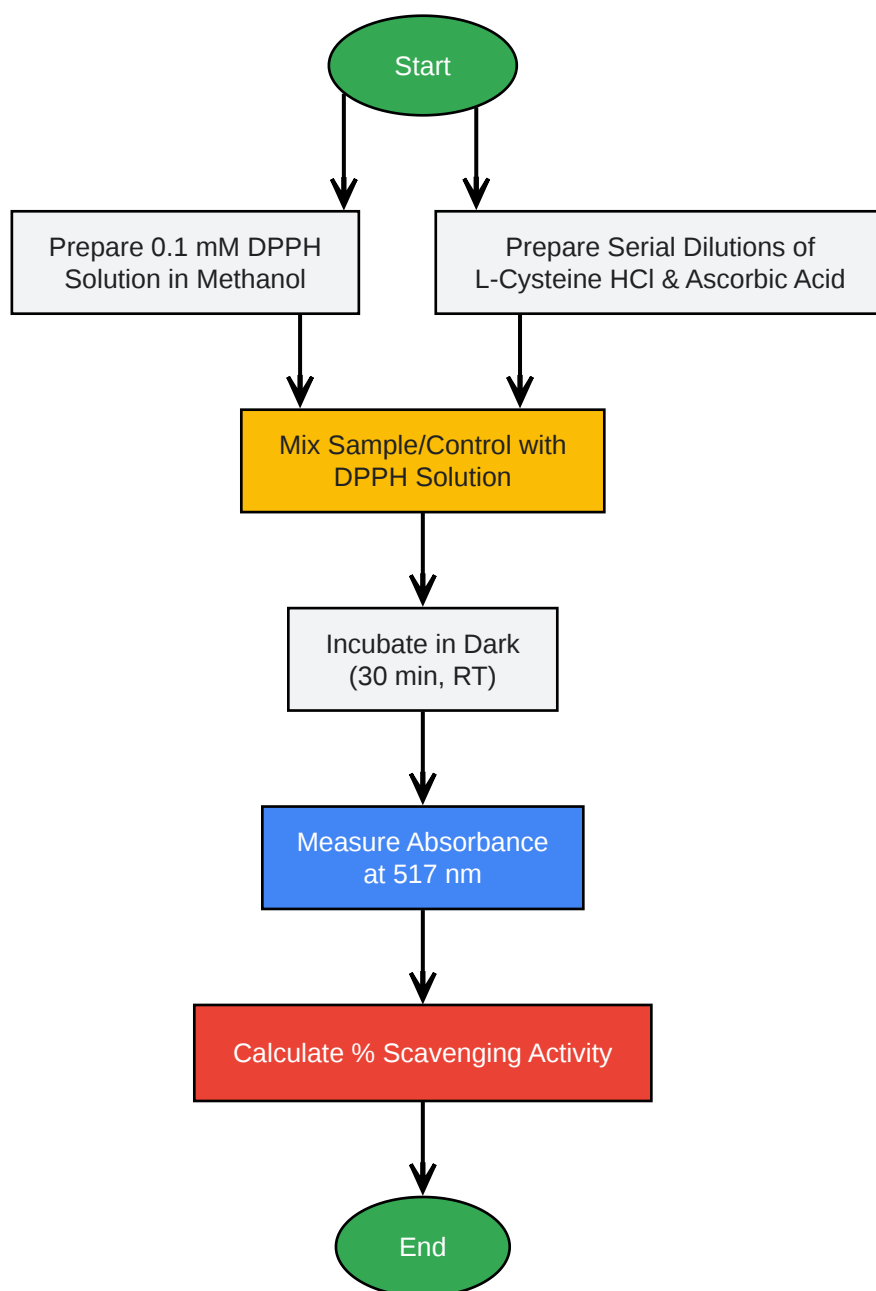 Start
Prepare 0.1 mM DPPH
Solution in Methanol
Prepare Serial Dilutions of
L-Cysteine HCl & Ascorbic Acid
Mix Sample/Control with
DPPH Solution
Incubate in Dark
(30 min, RT)
Measure Absorbance
at 517 nm
Calculate % Scavenging Activity
End